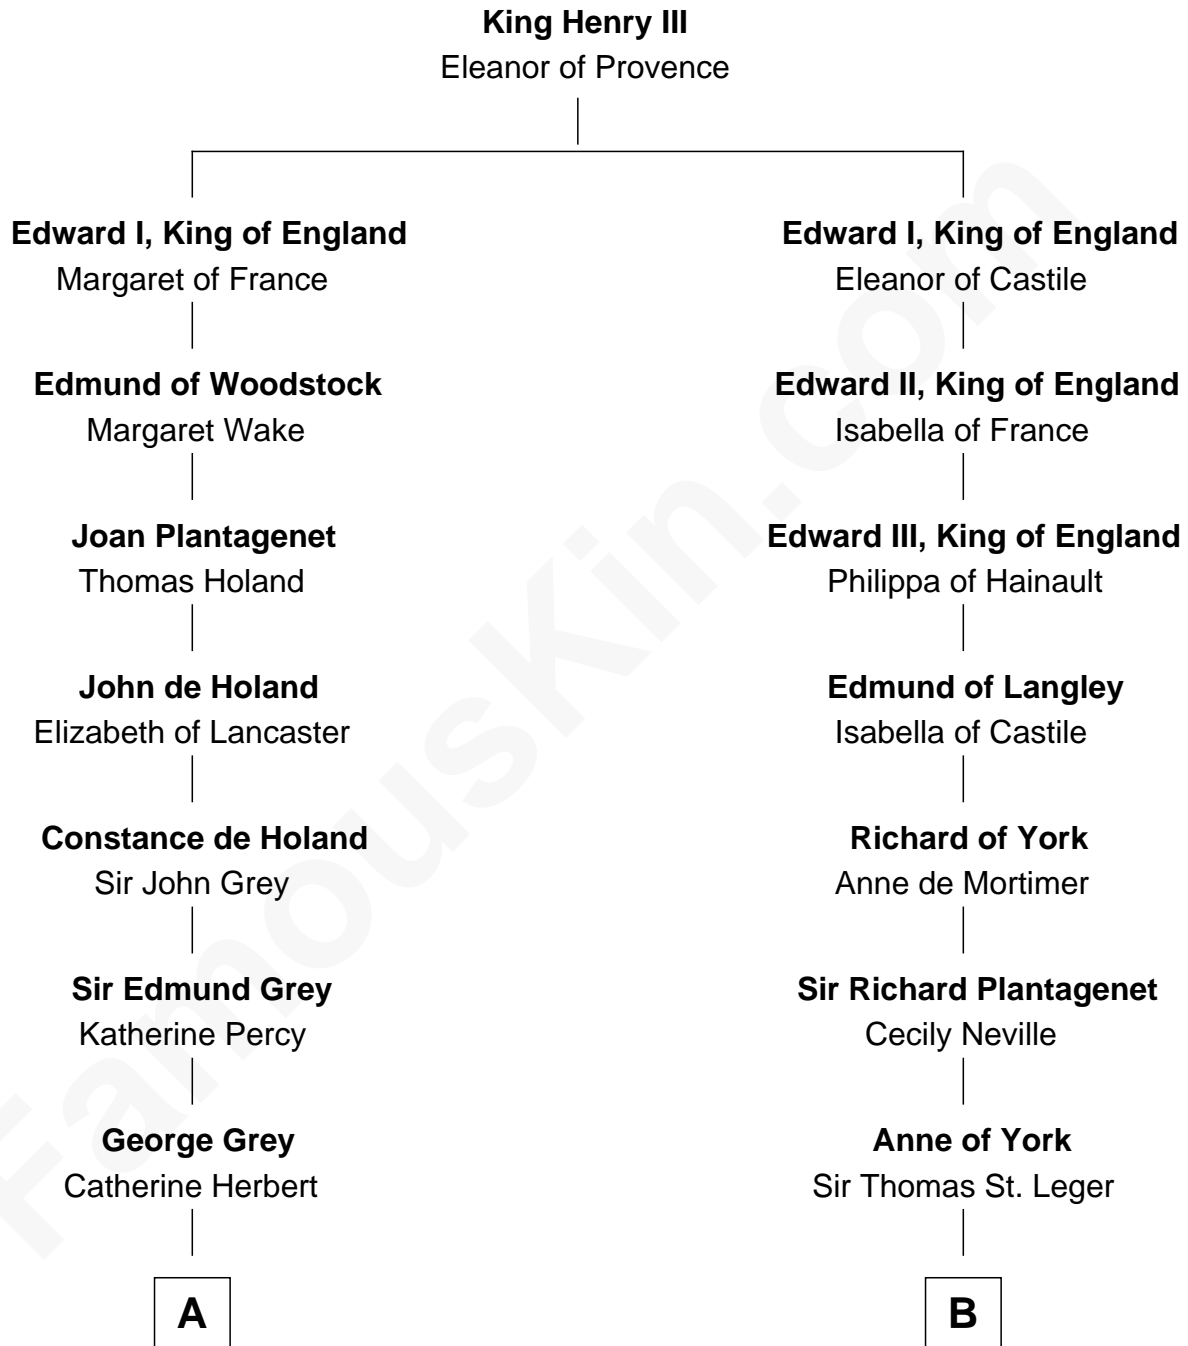 King Henry III
Eleanor of Provence
Edward I, King of England
Margaret of France
Edward I, King of England
Eleanor of Castile
Edmund of Woodstock
Margaret Wake
Edward II, King of England
Isabella of France
Joan Plantagenet
Thomas Holand
Edward III, King of England
Philippa of Hainault
John de Holand
Elizabeth of Lancaster
Edmund of Langley
Isabella of Castile
Constance de Holand
Sir John Grey
Richard of York
Anne de Mortimer
Sir Edmund Grey
Katherine Percy
Sir Richard Plantagenet
Cecily Neville
George Grey
Catherine Herbert
Anne of York
Sir Thomas St. Leger
A
B
FamousKin.com